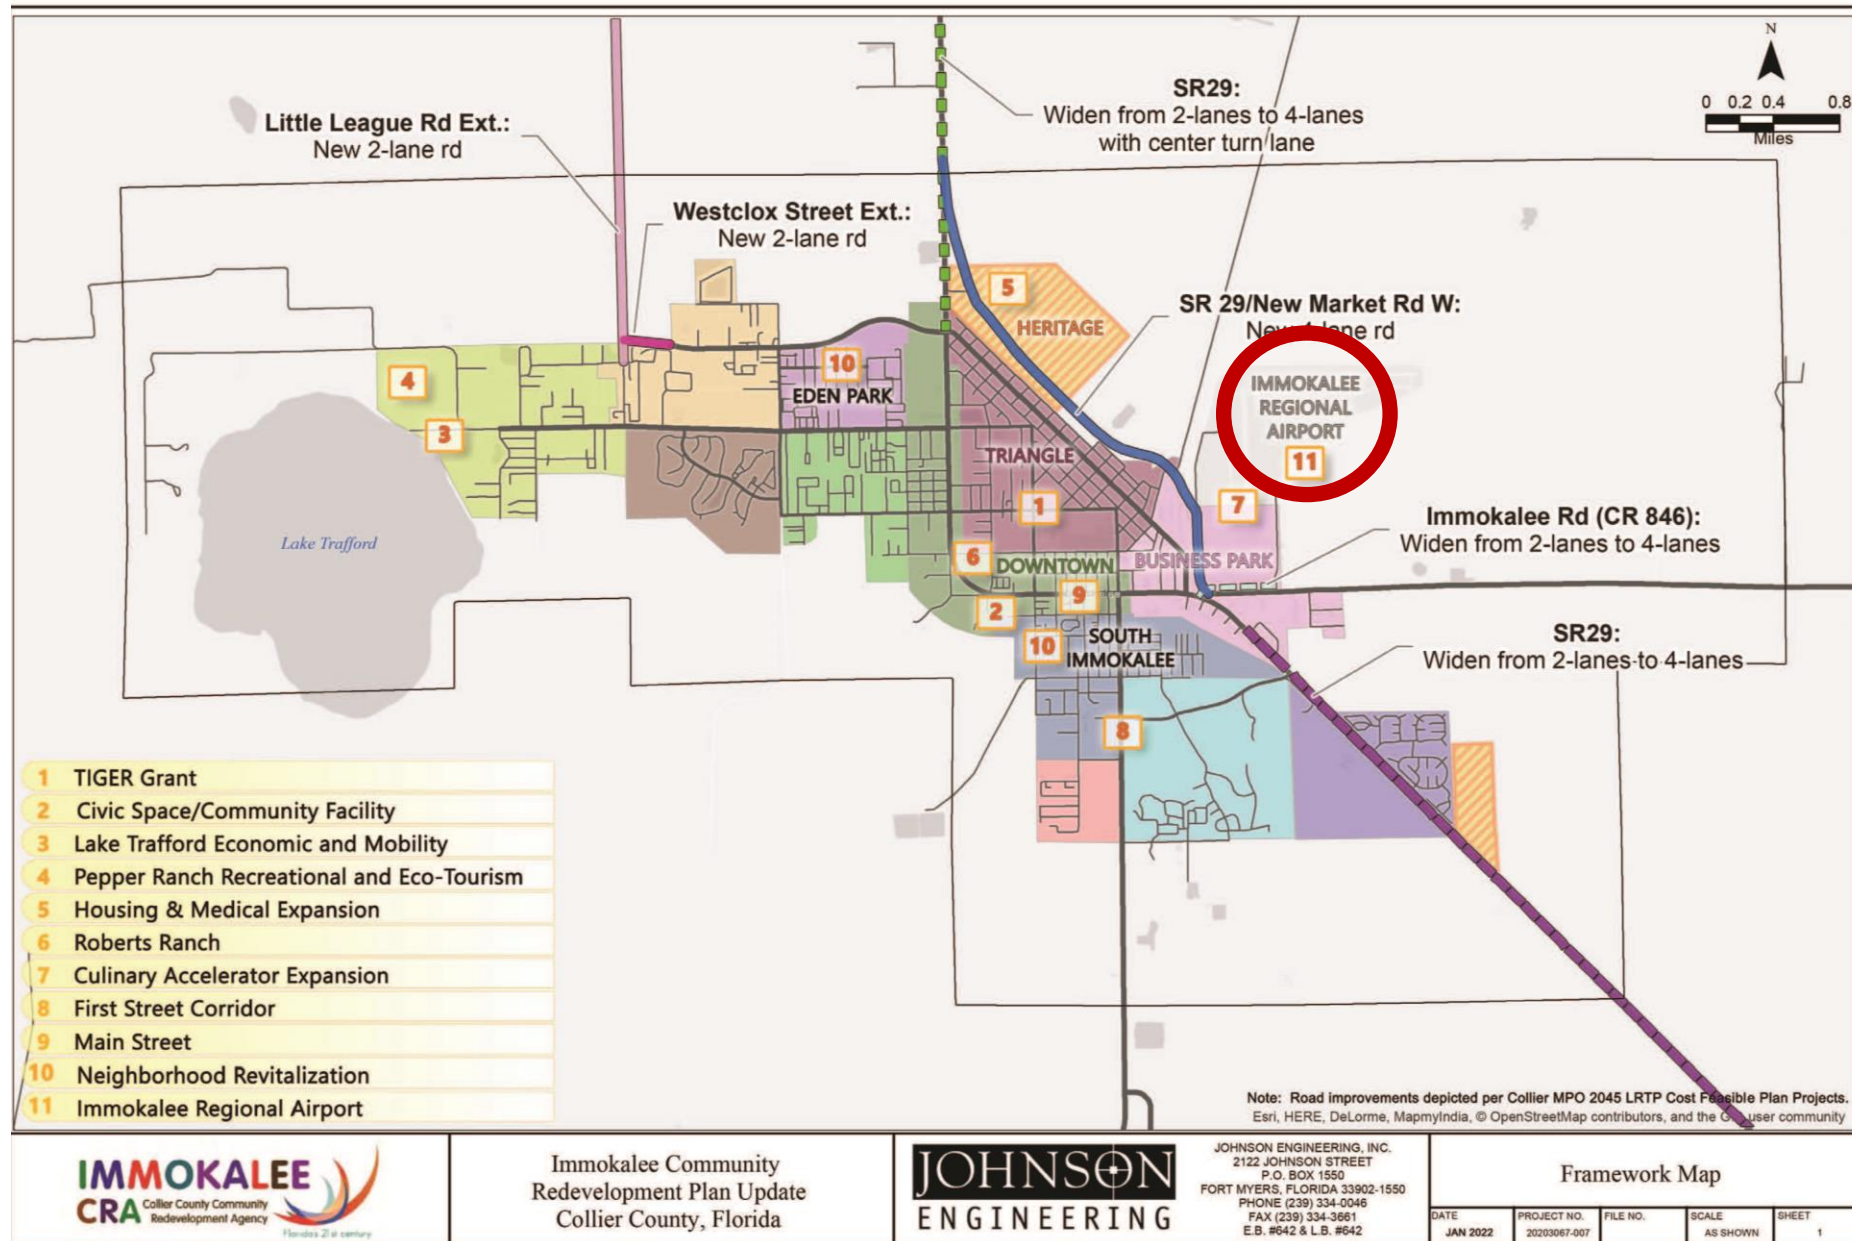 N
0 0.2 0.4 0.8
Miles
SR29:
Widen from 2-lanes to 4-lanes
with center turn lane
Little League Rd Ext.:
New 2-lane rd
Westclox Street Ext.:
New 2-lane rd
5
HERITAGE
SR 29/New Market Rd W:
New 4-lane rd
IMMOKALEE
REGIONAL
AIRPORT
11
10
EDEN PARK
4
3
TRIANGLE
1
7
Immokalee Rd (CR 846):
Widen from 2-lanes to 4-lanes
Lake Trafford
6
DOWNTOWN
BUSINESS PARK
9
2
10
SOUTH
IMMOKALEE
SR29:
Widen from 2-lanes to 4-lanes
8
1 TIGER Grant
2 Civic Space/Community Facility
3 Lake Trafford Economic and Mobility
4 Pepper Ranch Recreational and Eco-Tourism
5 Housing & Medical Expansion
6 Roberts Ranch
7 Culinary Accelerator Expansion
8 First Street Corridor
9 Main Street
10 Neighborhood Revitalization
11 Immokalee Regional Airport
Note: Road improvements depicted per Collier MPO 2045 LRTP Cost Feasible Plan Projects.
Esri, HERE, DeLorme, MapmyIndia, © OpenStreetMap contributors, and the user community
IMMOKALEE
CRA Collier County Community
Redevelopment Agency
Florida's 21st century
Immokalee Community
Redevelopment Plan Update
Collier County, Florida
JOHNSON
ENGINEERING
JOHNSON ENGINEERING, INC.
2122 JOHNSON STREET
P.O. BOX 1550
FORT MYERS, FLORIDA 33902-1550
PHONE (239) 334-0046
FAX (239) 334-3661
E.B. #642 & L.B. #642
Framework Map
DATE
JAN 2022
PROJECT NO.
20203067-007
FILE NO.
SCALE
AS SHOWN
SHEET
1